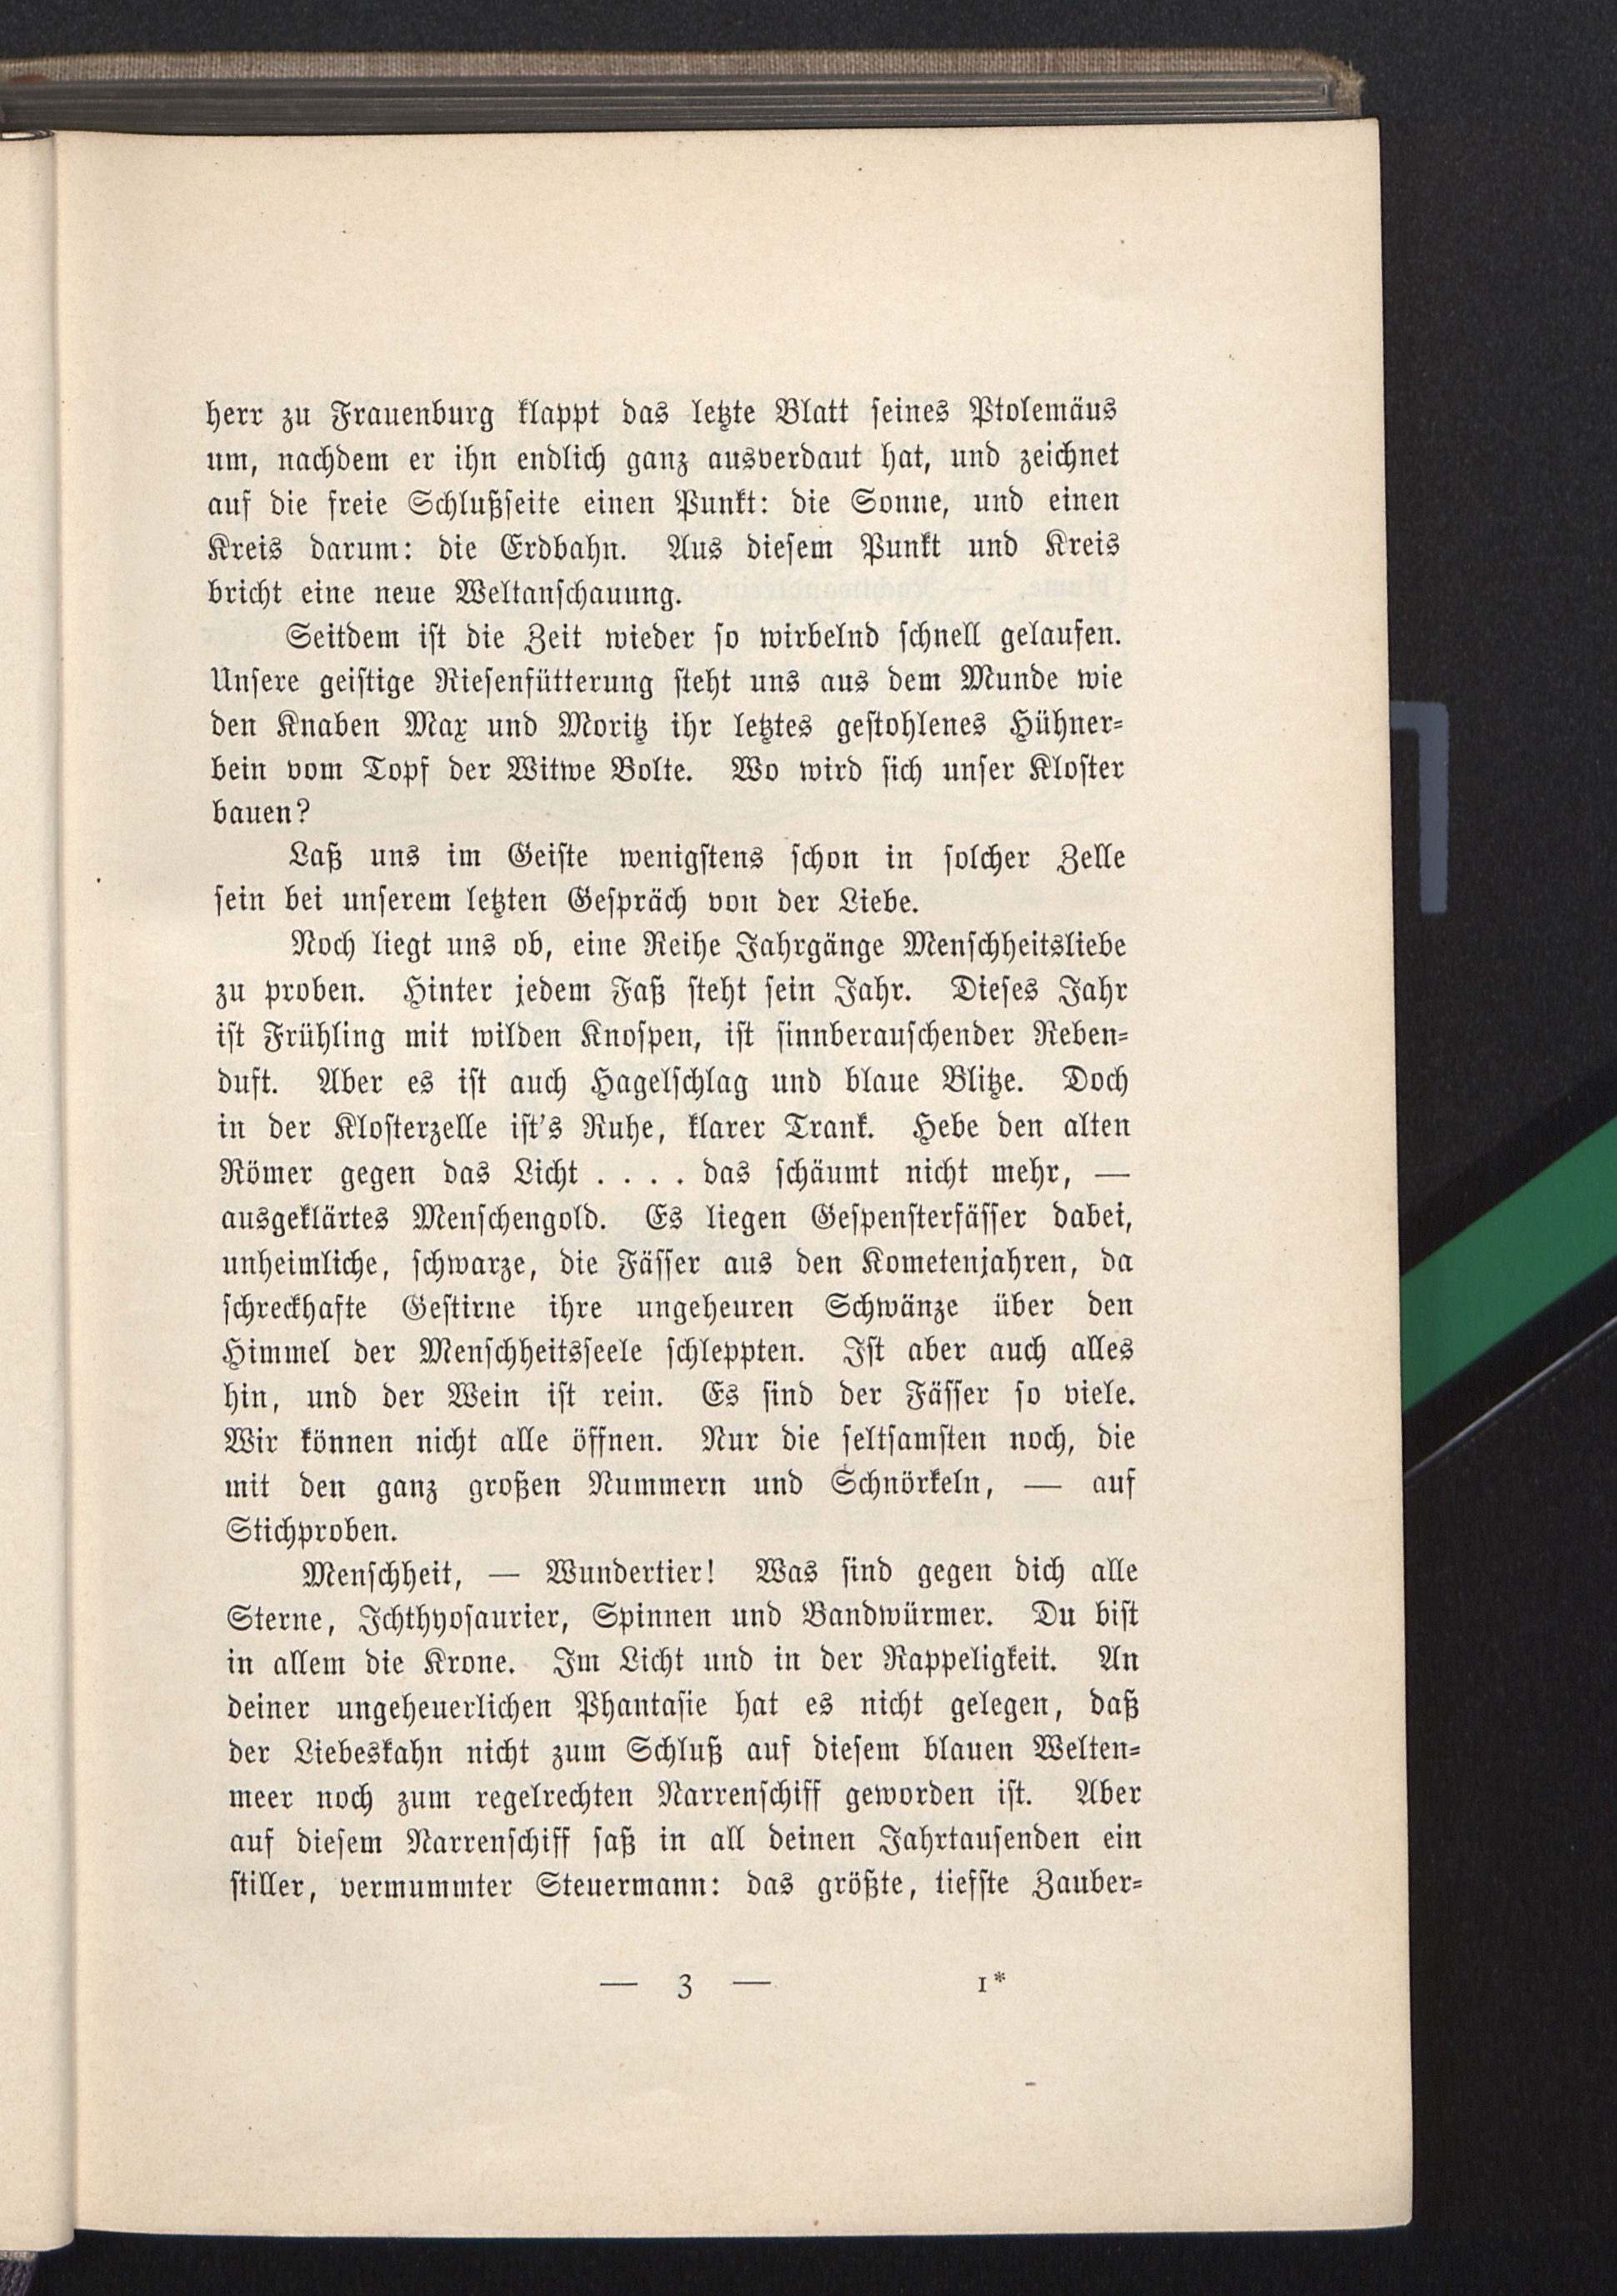 herr zu Frauenburg klappt das letzte Blatt seines Ptolemäus
um, nachdem er ihn endlich ganz ausverdaut hat, und zeichnet
auf die freie Schlußseite einen Punkt: die Sonne, und einen
Kreis darum: die Erdbahn. Aus diesem Punkt und Kreis
bricht eine neue Weltanschauung.
Seitdem ist die Zeit wieder so wirbelnd schnell gelaufen.
Unsere geistige Riesenfütterung steht uns aus dem Munde wie
den Knaben Max und Moritz ihr letztes gestohlenes Hühner-
bein vom Topf der Witwe Bolte. Wo wird sich unser Kloster
bauen?
Laß uns im Geiste wenigstens schon in solcher Zelle
sein bei unserem letzten Gespräch von der Liebe.
Noch liegt uns ob, eine Reihe Jahrgänge Menschheitsliebe
zu proben. Hinter jedem Faß steht sein Jahr. Dieses Jahr
ist Frühling mit wilden Knospen, ist sinnberauschender Reben-
duft. Aber es ist auch Hagelschlag und blaue Blitze. Doch
in der Klosterzelle ist's Ruhe, klarer Trank. Hebe den alten
Römer gegen das Licht . . . . das schäumt nicht mehr, —
ausgeklärtes Menschengold. Es liegen Gespensterfässer dabei,
unheimliche, schwarze, die Fässer aus den Kometenjahren, da
schreckhafte Gestirne ihre ungeheuren Schwänze über den
Himmel der Menschheitsseele schleppten. Ist aber auch alles
hin, und der Wein ist rein. Es sind der Fässer so viele.
Wir können nicht alle öffnen. Nur die seltsamsten noch, die
mit den ganz großen Nummern und Schnörkeln, — auf
Stichproben.
Menschheit, — Wundertier! Was sind gegen dich alle
Sterne, Ichthyosaurier, Spinnen und Bandwürmer. Du bist
in allem die Krone. Im Licht und in der Rappeligkeit. An
deiner ungeheuerlichen Phantasie hat es nicht gelegen, daß
der Liebeskahn nicht zum Schluß auf diesem blauen Welten-
meer noch zum regelrechten Narrenschiff geworden ist. Aber
auf diesem Narrenschiff saß in all deinen Jahrtausenden ein
stiller, vermummter Steuermann: das größte, tiefste Zauber-
— 3 — 1*